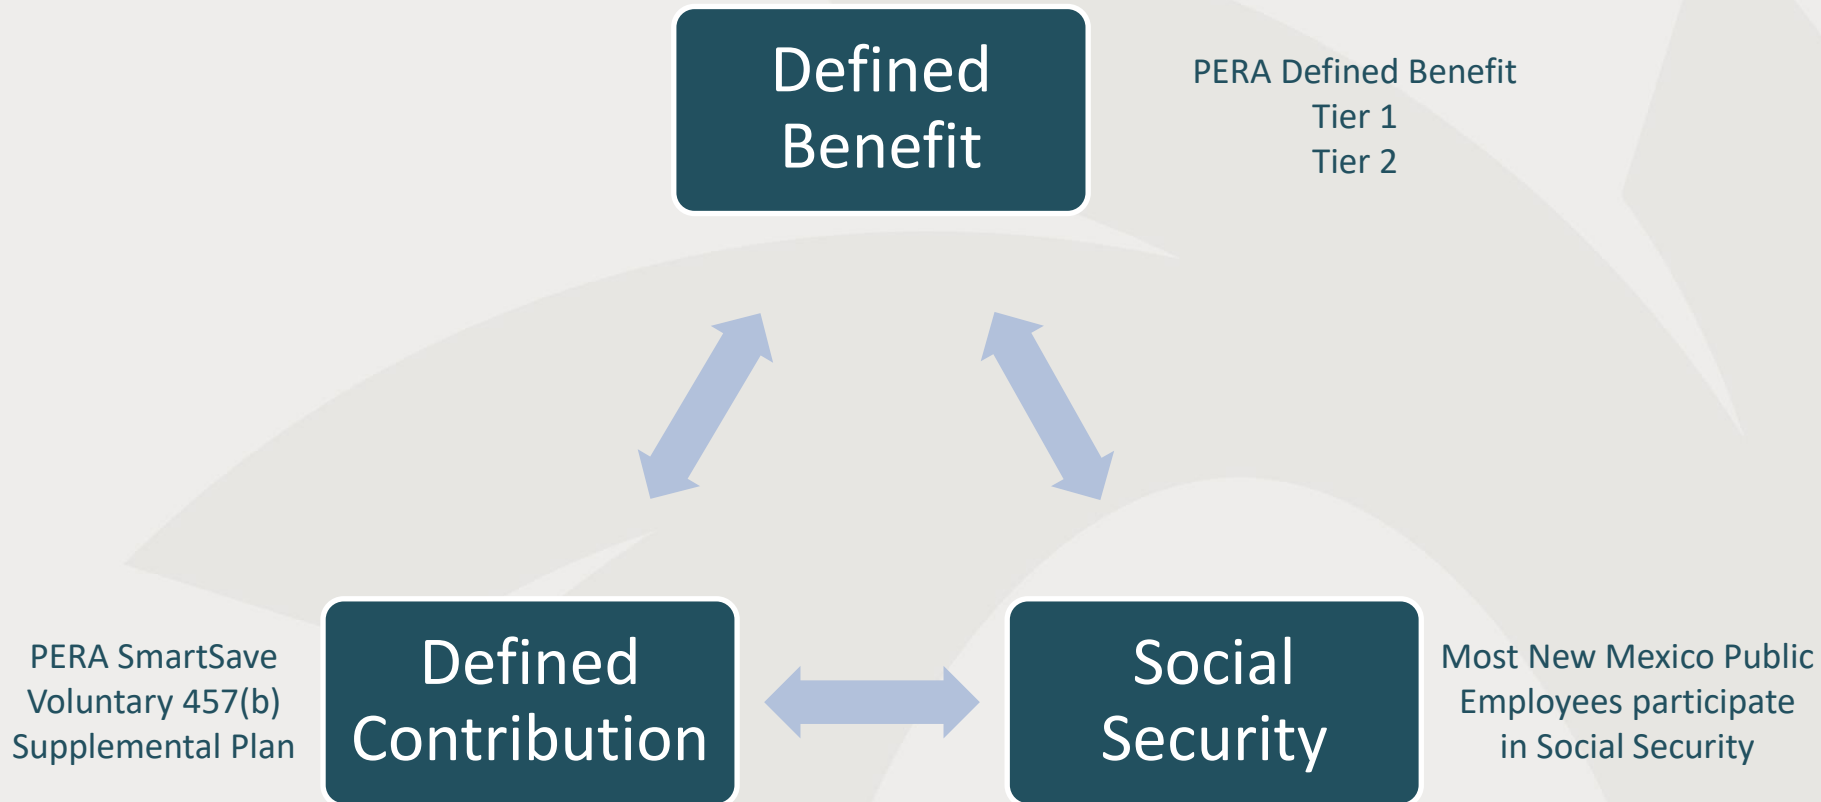 Defined
Benefit
PERA Defined Benefit
Tier 1
Tier 2
PERA SmartSave
Voluntary 457(b)
Supplemental Plan
Defined
Contribution
Social
Security
Most New Mexico Public
Employees participate
in Social Security